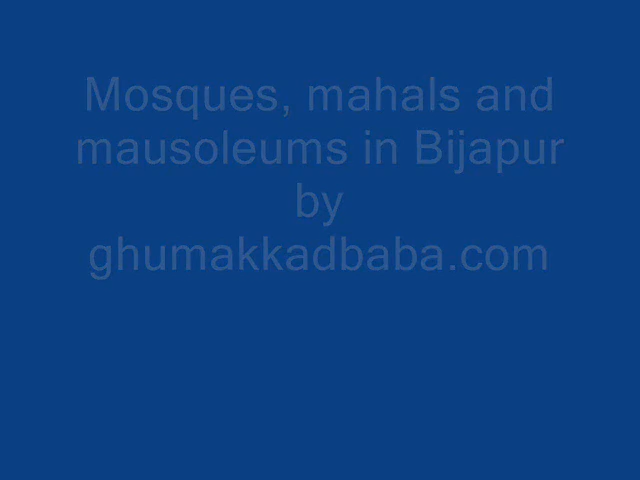 Mosques, mahals and
mausoleums in Bijapur
by
ghumakkadbaba.com